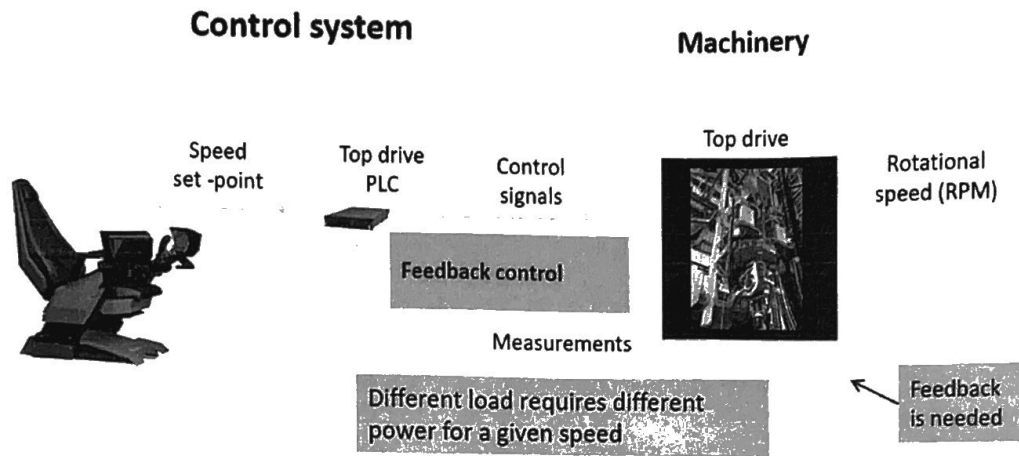 Control system
Machinery
Speed
set -point
Top drive
PLC
Control
signals
Top drive
Rotational
speed (RPM)
Feedback control
Measurements
Different load requires different
power for a given speed
Feedback
is needed